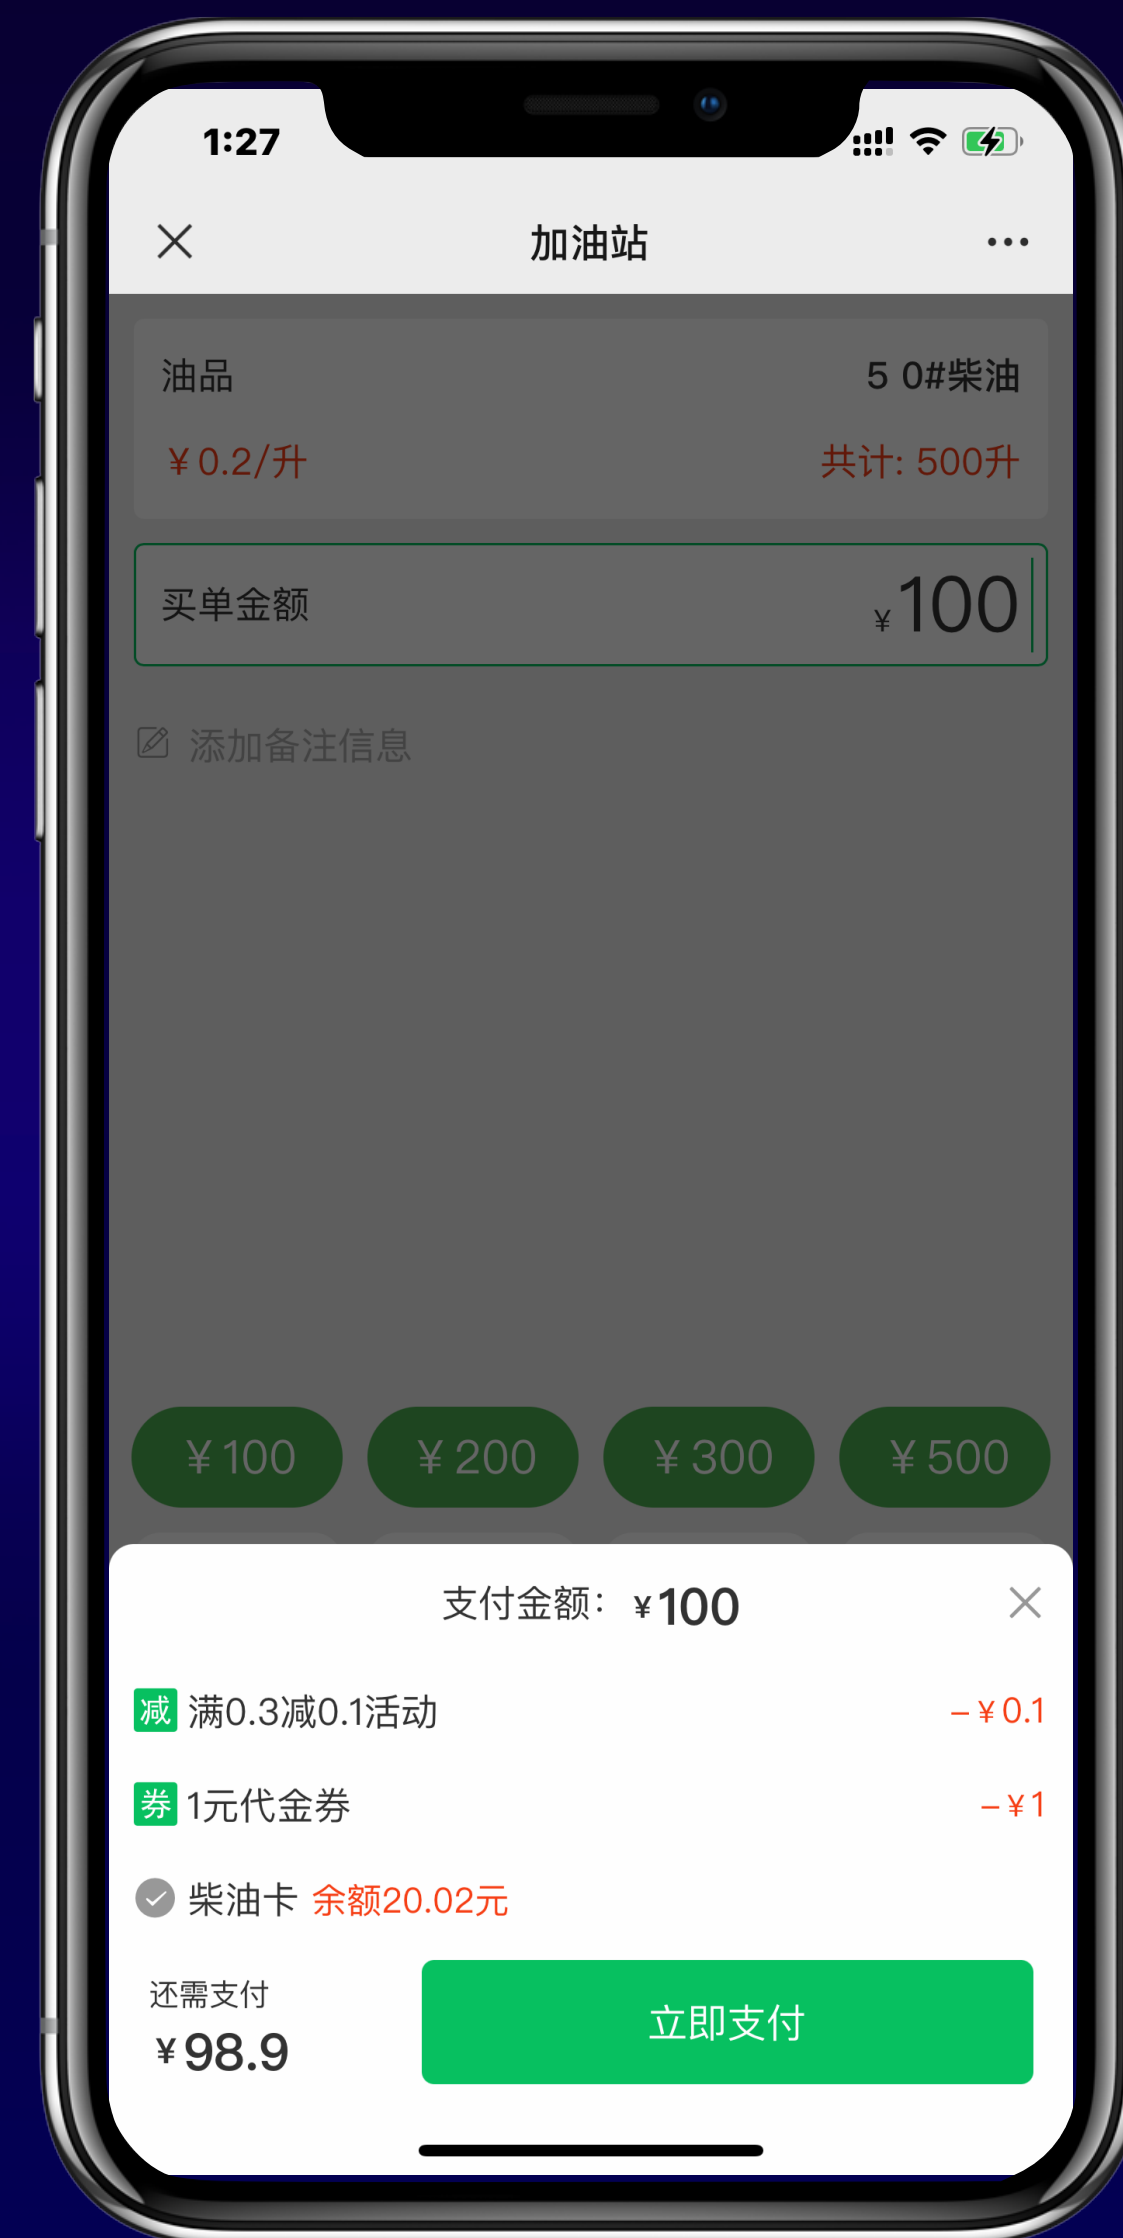 1:27
加油站
油品 5 0#柴油
¥0.2/升 共计: 500升
买单金额 ¥100
添加备注信息
¥100 ¥200 ¥300 ¥500
支付金额: ¥100
减 满0.3减0.1活动 -¥0.1
券 1元代金券 -¥1
柴油卡 余额20.02元
还需支付
¥98.9
立即支付